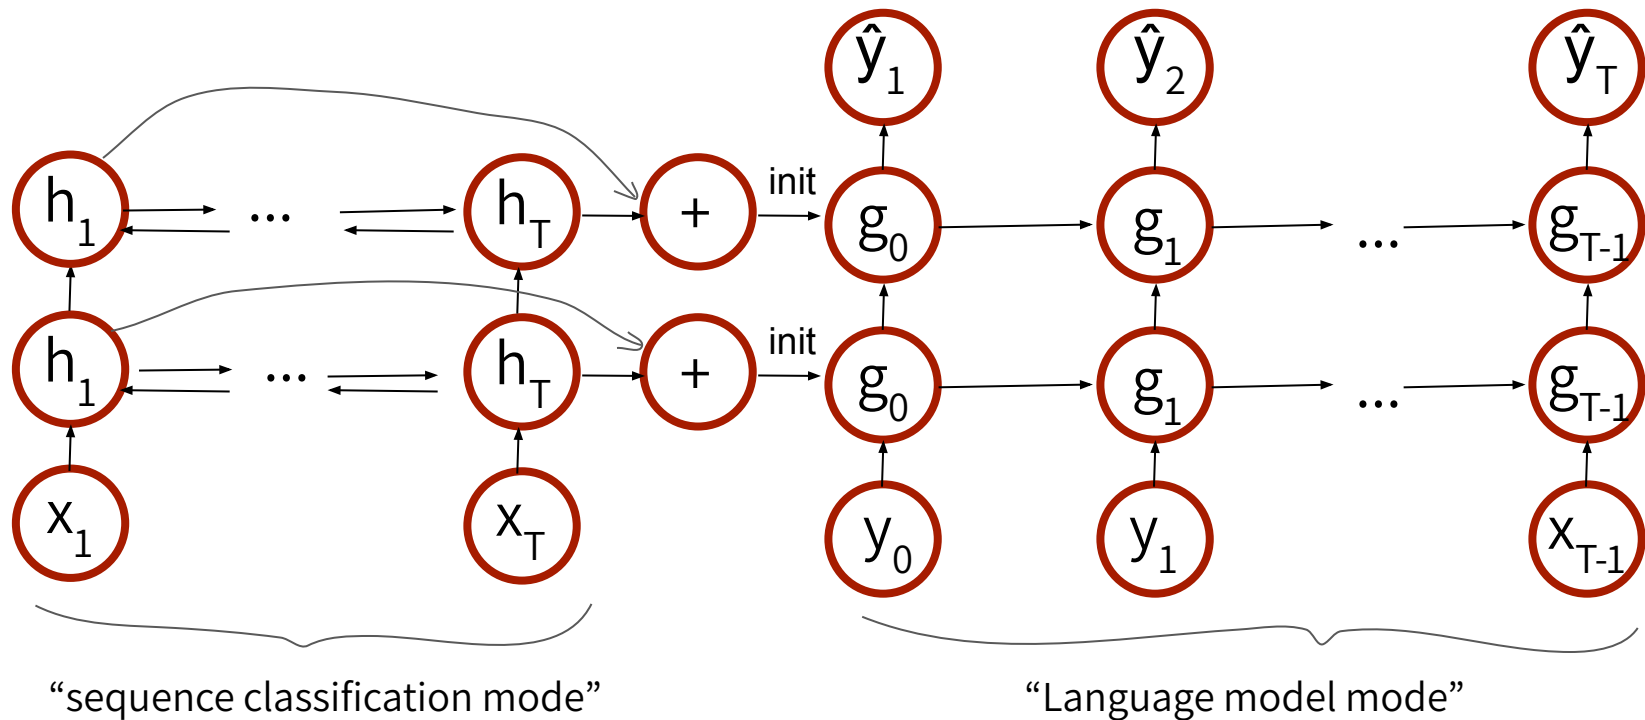 ŷ1 ŷ2 ŷT
h1 ... hT + init g0 g1 ... gT-1
h1 ... hT + init g0 g1 ... gT-1
x1 xT y0 y1 xT-1
“sequence classification mode” “Language model mode”